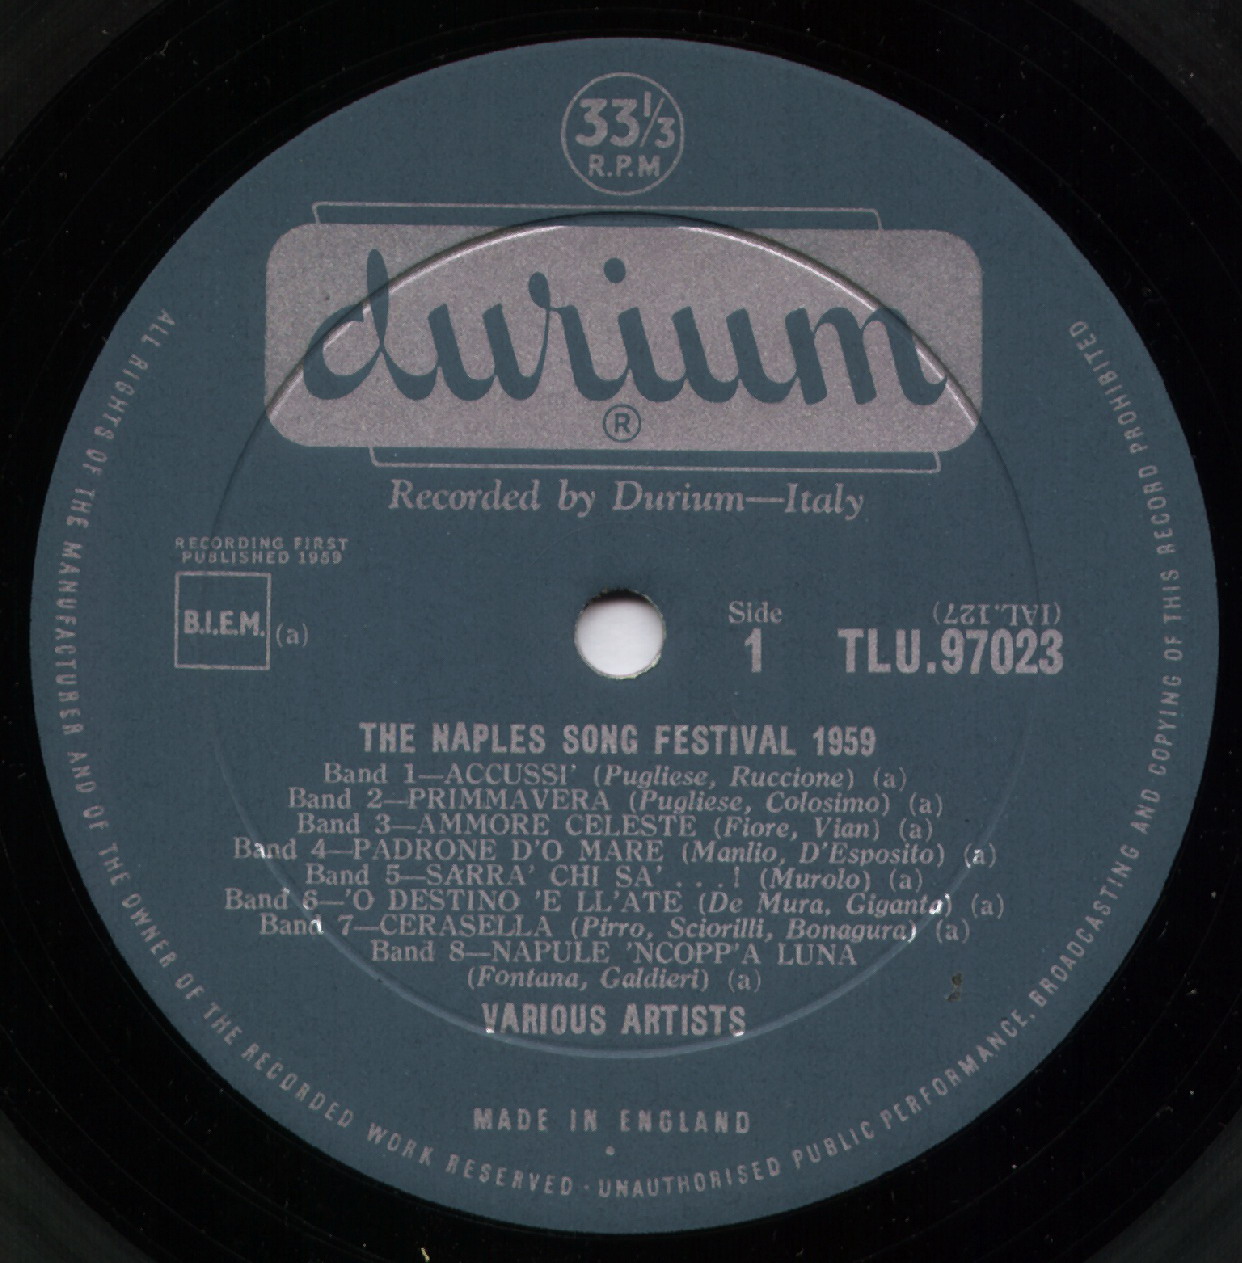 33⅓
R.P.M
durium
®
Recorded by Durium—Italy
RECORDING FIRST
PUBLISHED 1959
B.I.E.M. (a)
Side
1
(IAL.127)
TLU.97023
THE NAPLES SONG FESTIVAL 1959
Band 1—ACCUSSI' (Pugliese, Ruccione) (a)
Band 2—PRIMMAVERA (Pugliese, Colosimo) (a)
Band 3—AMMORE CELESTE (Fiore, Vian) (a)
Band 4—PADRONE D'O MARE (Manlio, D'Esposito) (a)
Band 5—SARRA' CHI SA' . . . ! (Murolo) (a)
Band 6—'O DESTINO 'E LL'ATE (De Mura, Giganta) (a)
Band 7—CERASELLA (Pirro, Sciorilli, Bonagura) (a)
Band 8—NAPULE 'NCOPP'A LUNA
(Fontana, Galdieri) (a)
VARIOUS ARTISTS
MADE IN ENGLAND
ALL RIGHTS OF THE MANUFACTURER AND OF THE OWNER OF THE RECORDED WORK RESERVED · UNAUTHORISED PUBLIC PERFORMANCE, BROADCASTING AND COPYING OF THIS RECORD PROHIBITED